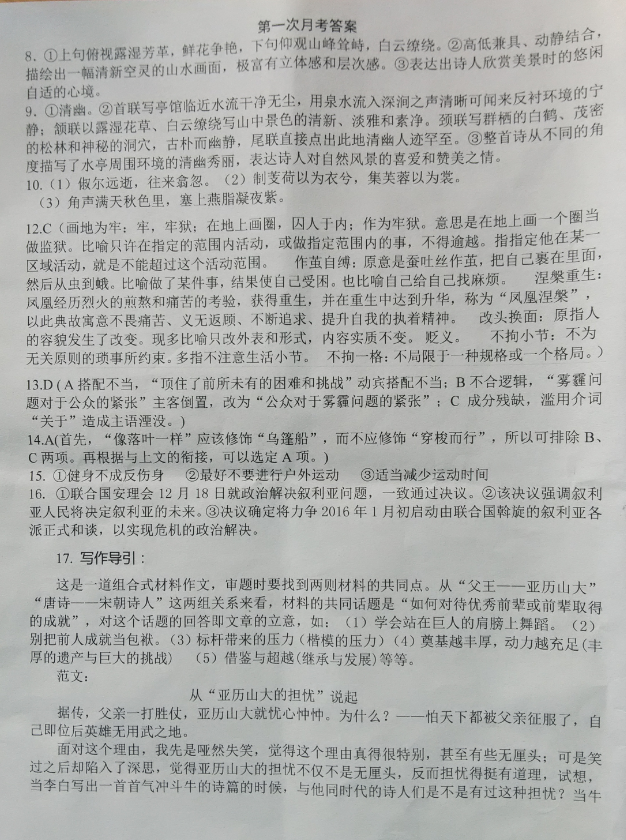 第一次月考答案
8．①上句俯视露湿芳草，鲜花争艳，下句仰观山峰耸峙，白云缭绕。②高低兼具、动静结合，
描绘出一幅清新空灵的山水画面，极富有立体感和层次感。③表达出诗人欣赏美景时的悠闲
自适的心境。
9．①清幽。②首联写亭馆临近水流干净无尘，用泉水流入深涧之声清晰可闻来反衬环境的宁
静；颔联以露湿花草、白云缭绕写山中景色的清新、淡雅和素净。颈联写群栖的白鹤、茂密
的松林和神秘的洞穴，古朴而幽静，尾联直接点出此地清幽人迹罕至。③整首诗从不同的角
度描写了水亭周围环境的清幽秀丽，表达诗人对自然风景的喜爱和赞美之情。
10.（1）俶尔远逝，往来翕忽。（2）制芰荷以为衣兮，集芙蓉以为裳。
（3）角声满天秋色里，塞上燕脂凝夜紫。
12.C（画地为牢：牢，牢狱；在地上画圈，囚人于内；作为牢狱。意思是在地上画一个圈当
做监狱。比喻只许在指定的范围内活动，或做指定范围内的事，不得逾越。指指定他在某一
区域活动，就是不能超过这个活动范围。 作茧自缚：原意是蚕吐丝作茧，把自己裹在里面，
然后从虫到蛾。比喻做了某件事，结果使自己受困。也比喻自己给自己找麻烦。 涅槃重生：
凤凰经历烈火的煎熬和痛苦的考验，获得重生，并在重生中达到升华，称为“凤凰涅槃”，
以此典故寓意不畏痛苦、义无返顾、不断追求、提升自我的执着精神。 改头换面：原指人
的容貌发生了改变。现多比喻只改外表和形式，内容实质不变。 贬义。 不拘小节：不为
无关原则的琐事所约束。多指不注意生活小节。 不拘一格：不局限于一种规格或一个格局。）
13.D（A 搭配不当，“顶住了前所未有的困难和挑战”动宾搭配不当；B 不合逻辑，“雾霾问
题对于公众的紧张”主客倒置，改为“公众对于雾霾问题的紧张”；C 成分残缺，滥用介词
“关于”造成主语湮没。)
14.A(首先，“像落叶一样”应该修饰“乌篷船”，而不应修饰“穿梭而行”，所以可排除 B、
C 两项。再根据与上文的衔接，可以选定 A 项。)
15. ①健身不成反伤身 ②最好不要进行户外运动 ③适当减少运动时间
16. ①联合国安理会 12 月 18 日就政治解决叙利亚问题，一致通过决议。②该决议强调叙利
亚人民将决定叙利亚的未来。③决议确定将力争 2016 年 1 月初启动由联合国斡旋的叙利亚各
派正式和谈，以实现危机的政治解决。
17. 写作导引：
这是一道组合式材料作文，审题时要找到两则材料的共同点。从“父王——亚历山大”
“唐诗——宋朝诗人”这两组关系来看，材料的共同话题是“如何对待优秀前辈或前辈取得
的成就”，对这个话题的回答即文章的立意，如：（1）学会站在巨人的肩膀上舞蹈。（2）
别把前人成就当包袱。（3）标杆带来的压力（楷模的压力）（4）奠基越丰厚，动力越充足(丰
厚的遗产与巨大的挑战) （5）借鉴与超越(继承与发展)等等。
范文：
从“亚历山大的担忧”说起
据传，父亲一打胜仗，亚历山大就忧心忡忡。为什么？——怕天下都被父亲征服了，自
己即位后英雄无用武之地。
面对这个理由，我先是哑然失笑，觉得这个理由真得很特别，甚至有些无厘头；可是笑
过之后却陷入了深思，觉得亚历山大的担忧不仅不是无厘头，反而担忧得挺有道理，试想，
当李白写出一首首气冲斗牛的诗篇的时候，与他同时代的诗人们是不是有过这种担忧？当牛